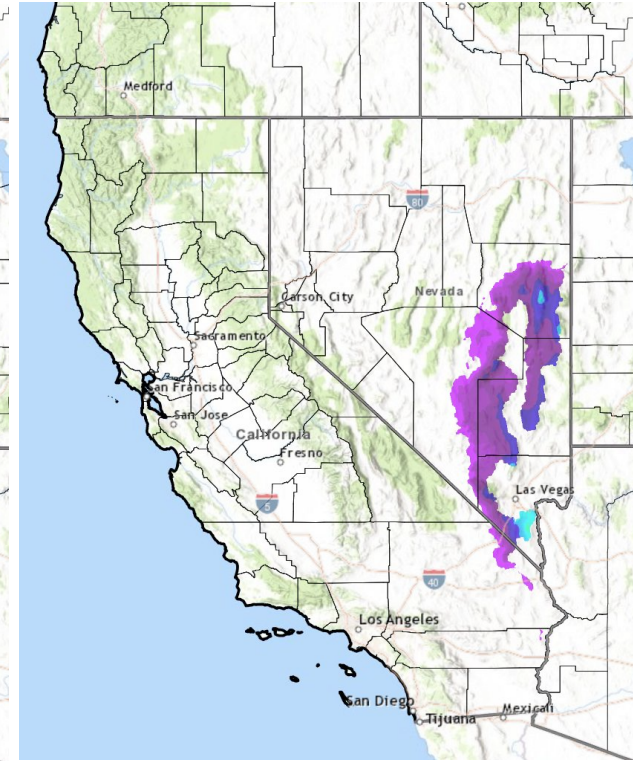 Medford
80
Nevada
Carson City
Sacramento
San Francisco
San Jose
California
Fresno
5
Las Vegas
40
Los Angeles
San Diego
Tijuana
Mexicali